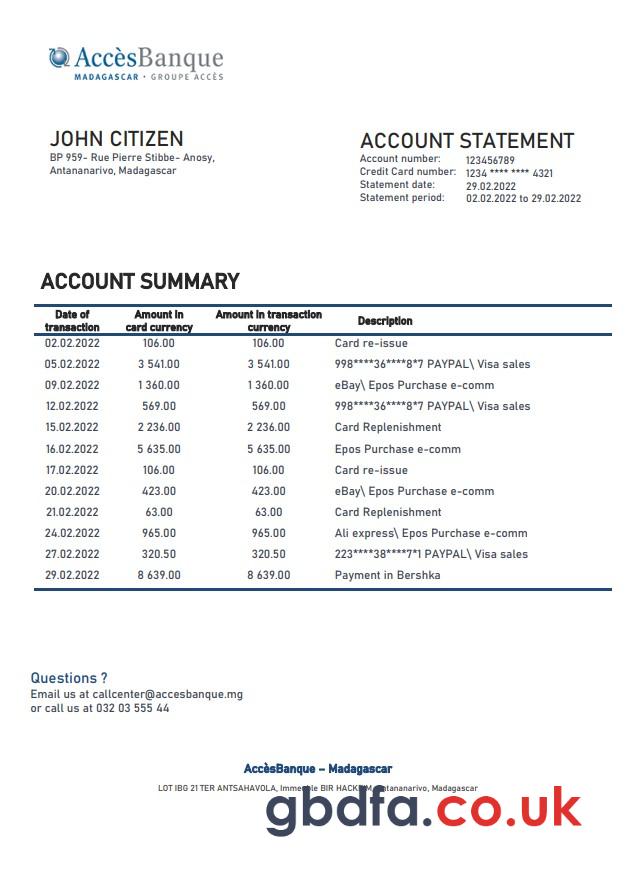 AccèsBanque
MADAGASCAR • GROUPE ACCÈS
JOHN CITIZEN
BP 959- Rue Pierre Stibbe- Anosy,
Antananarivo, Madagascar
ACCOUNT STATEMENT
Account number: 123456789
Credit Card number: 1234 **** **** 4321
Statement date: 29.02.2022
Statement period: 02.02.2022 to 29.02.2022
ACCOUNT SUMMARY
Date of transaction Amount in card currency Amount in transaction currency Description
02.02.2022 106.00 106.00 Card re-issue
05.02.2022 3 541.00 3 541.00 998****36****8*7 PAYPAL\ Visa sales
09.02.2022 1 360.00 1 360.00 eBay\ Epos Purchase e-comm
12.02.2022 569.00 569.00 998****36****8*7 PAYPAL\ Visa sales
15.02.2022 2 236.00 2 236.00 Card Replenishment
16.02.2022 5 635.00 5 635.00 Epos Purchase e-comm
17.02.2022 106.00 106.00 Card re-issue
20.02.2022 423.00 423.00 eBay\ Epos Purchase e-comm
21.02.2022 63.00 63.00 Card Replenishment
24.02.2022 965.00 965.00 Ali express\ Epos Purchase e-comm
27.02.2022 320.50 320.50 223****38****7*1 PAYPAL\ Visa sales
29.02.2022 8 639.00 8 639.00 Payment in Bershka
Questions ?
Email us at callcenter@accesbanque.mg
or call us at 032 03 555 44
AccèsBanque – Madagascar
LOT IBG 21 TER ANTSAHAVOLA, BIR Madagascar
gbdfa.co.uk